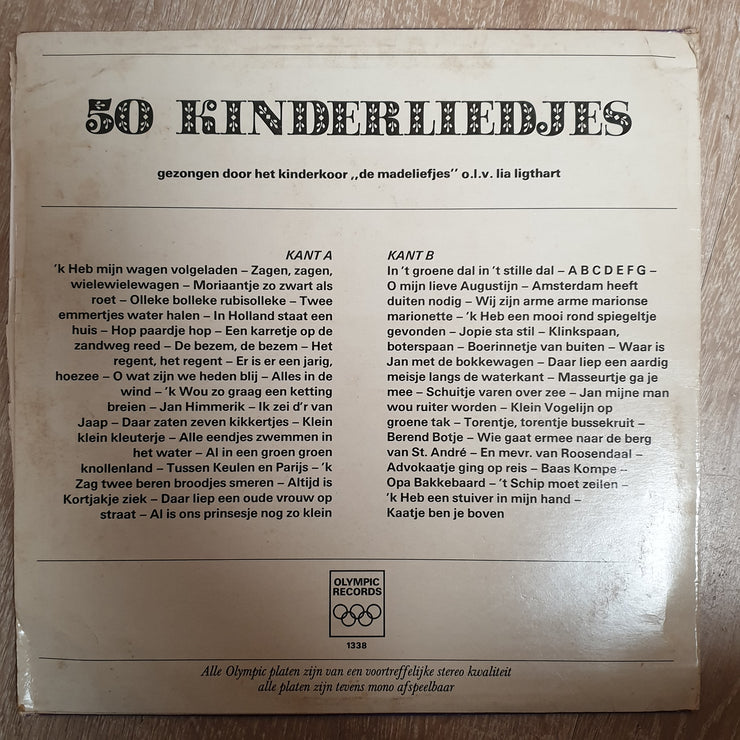 50 KINDERLIEDJES
gezongen door het kinderkoor ,,de madeliefjes'' o.l.v. lia ligthart
KANT A
'k Heb mijn wagen volgeladen – Zagen, zagen,
wielewielewagen – Moriaantje zo zwart als
roet – Olleke bolleke rubisolleke – Twee
emmertjes water halen – In Holland staat een
huis – Hop paardje hop – Een karretje op de
zandweg reed – De bezem, de bezem – Het
regent, het regent – Er is er een jarig,
hoezee – O wat zijn we heden blij – Alles in de
wind – 'k Wou zo graag een ketting
breien – Jan Himmerik – Ik zei d'r van
Jaap – Daar zaten zeven kikkertjes – Klein
klein kleuterje – Alle eendjes zwemmen in
het water – Al in een groen groen
knollenland – Tussen Keulen en Parijs – 'k
Zag twee beren broodjes smeren – Altijd is
Kortjakje ziek – Daar liep een oude vrouw op
straat – Al is ons prinsesje nog zo klein
KANT B
In 't groene dal in 't stille dal – A B C D E F G –
O mijn lieve Augustijn – Amsterdam heeft
duiten nodig – Wij zijn arme arme marionse
marionette – 'k Heb een mooi rond spiegeltje
gevonden – Jopie sta stil – Klinkspaan,
boterspaan – Boerinnetje van buiten – Waar is
Jan met de bokkewagen – Daar liep een aardig
meisje langs de waterkant – Masseurtje ga je
mee – Schuitje varen over zee – Jan mijne man
wou ruiter worden – Klein Vogelijn op
groene tak – Torentje, torentje bussekruit –
Berend Botje – Wie gaat ermee naar de berg
van St. André – En mevr. van Roosendaal –
Advokaatje ging op reis – Baas Kompe –
Opa Bakkebaard – 't Schip moet zeilen –
'k Heb een stuiver in mijn hand –
Kaatje ben je boven
OLYMPIC
RECORDS
1338
Alle Olympic platen zijn van een voortreffelijke stereo kwaliteit
alle platen zijn tevens mono afspeelbaar